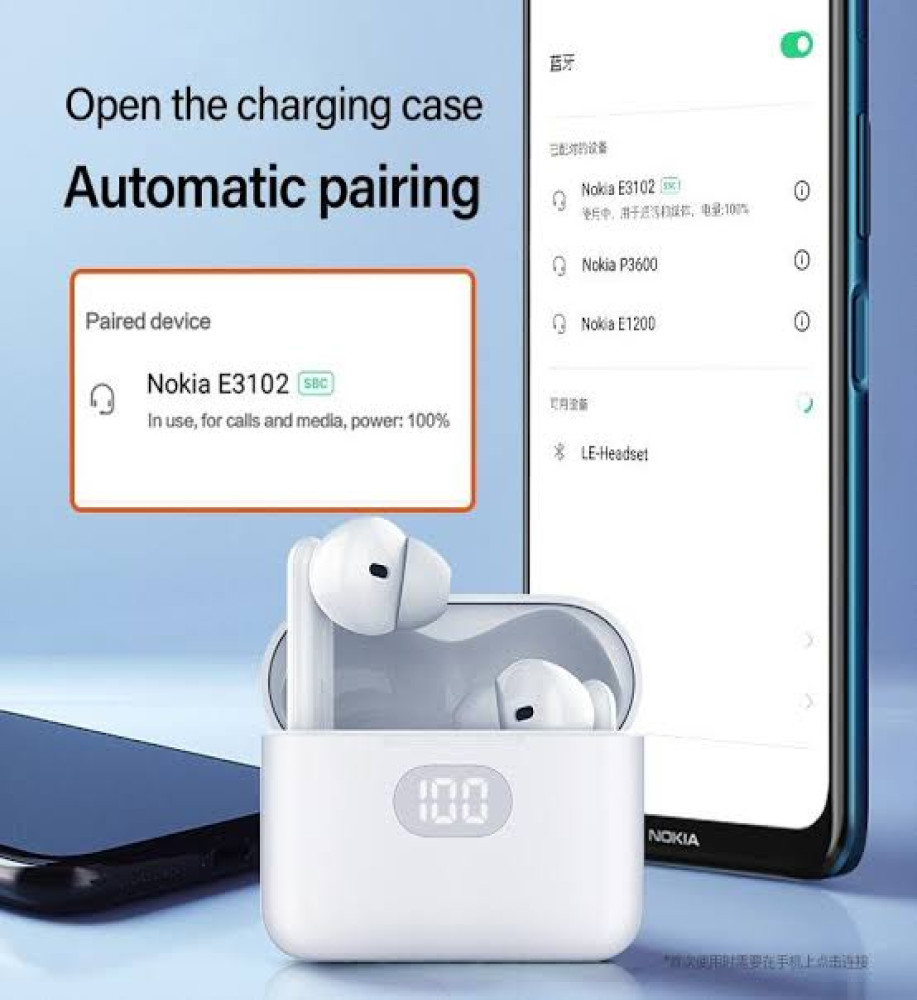 Open the charging case
Automatic pairing
Paired device
Nokia E3102 SBC
In use, for calls and media, power: 100%
蓝牙
已配对的设备
Nokia E3102 SBC
使用中，用于通话和媒体，电量:100%
Nokia P3600
Nokia E1200
可用设备
LE-Headset
100
NOKIA
*首次使用时需要在手机上点击连接